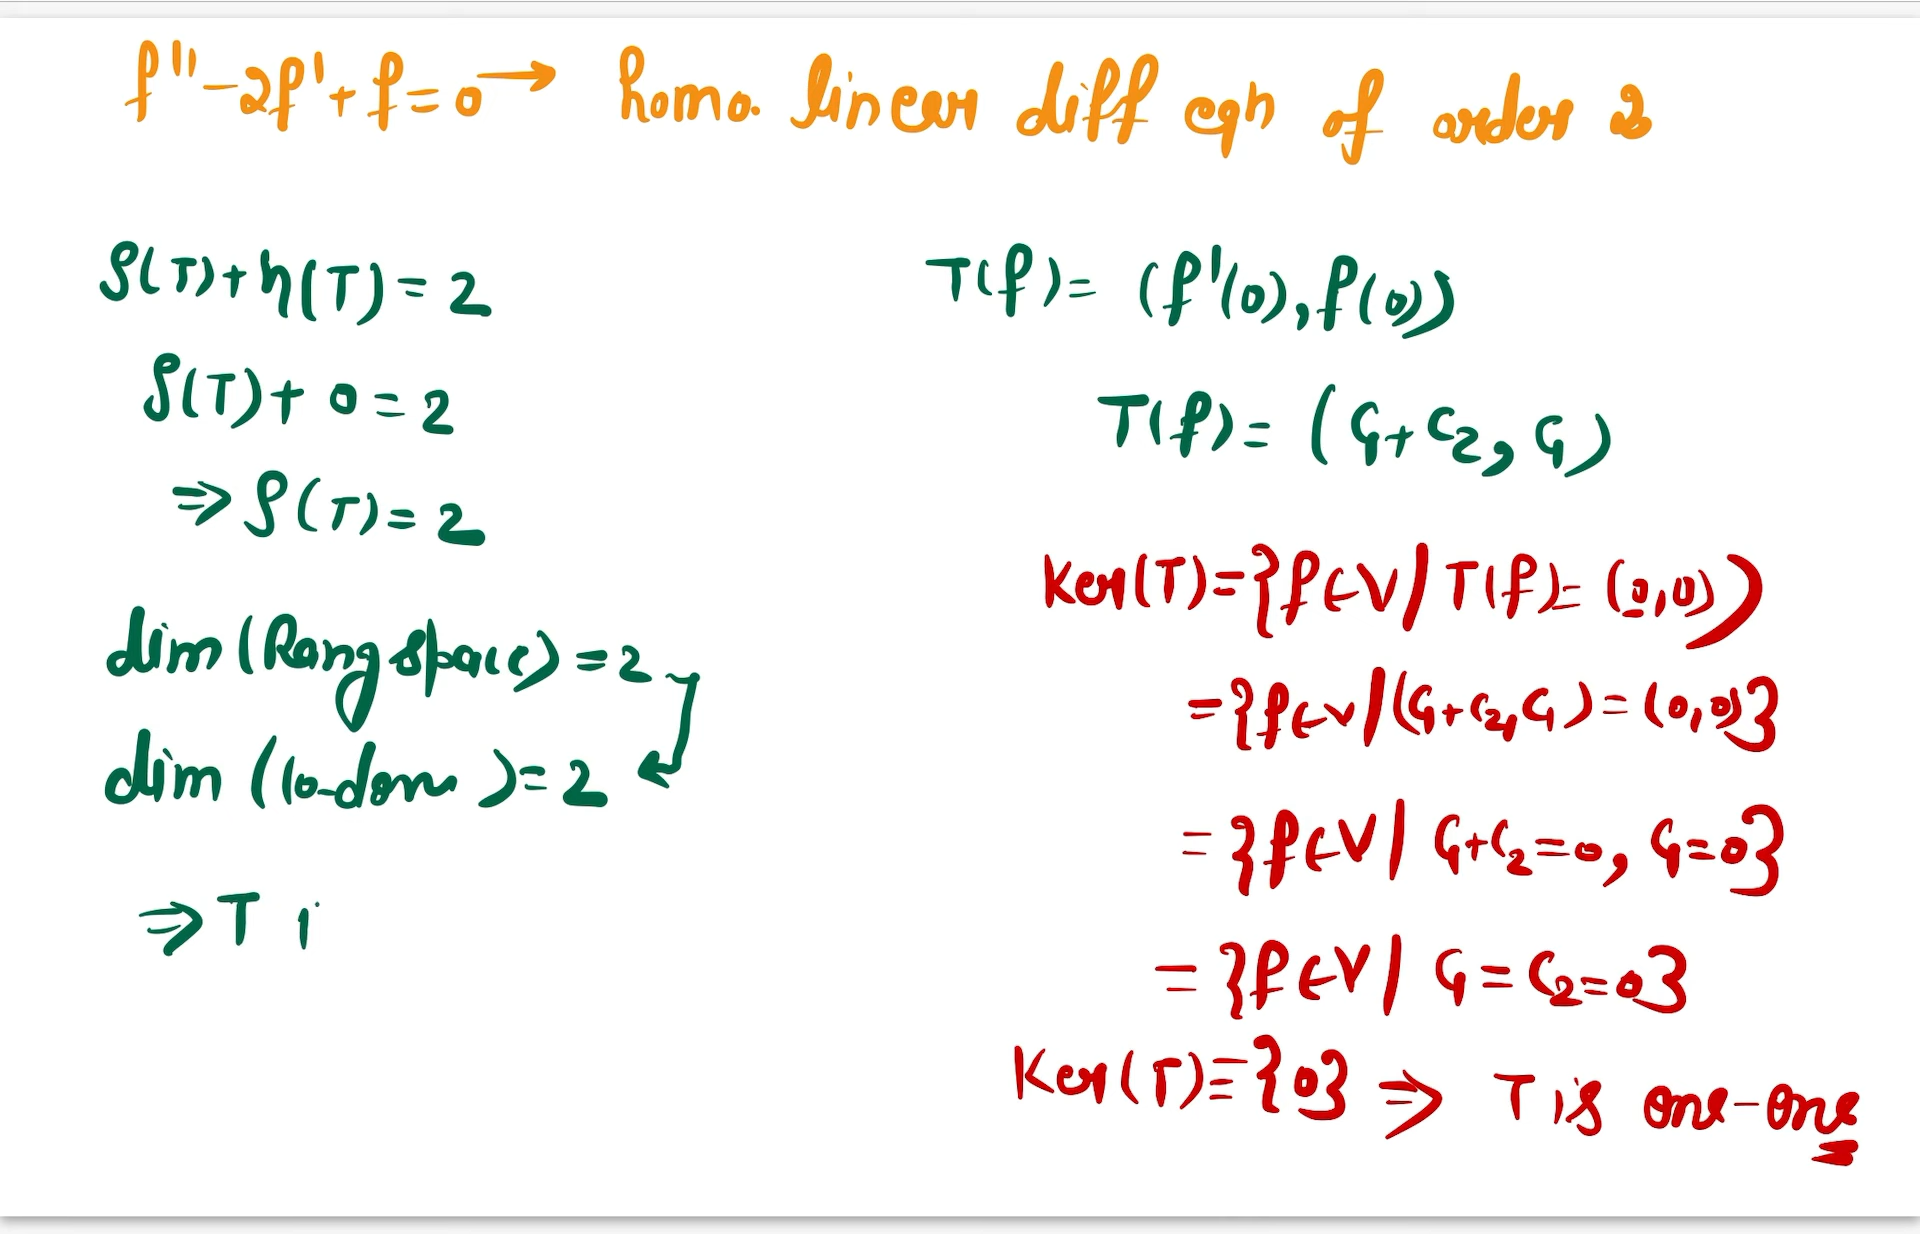 f''-2f'+f=0 → homo. linear diff eqn of order 2
ρ(T)+η(T)=2
ρ(T)+0=2
⇒ρ(T)=2
dim(Rang space)=2
dim (co-dom)=2
⇒T i
T(f)= (f'(0),f(0))
T(f)= (C₁+C₂, C₁)
Ker(T)={f∈V/T(f)=(0,0))
={f∈V/(C₁+C₂,C₁)=(0,0)}
={f∈V/ C₁+C₂=0, C₁=0}
={f∈V/ C₁=C₂=0}
Ker(T)={0} ⇒ T is one-one